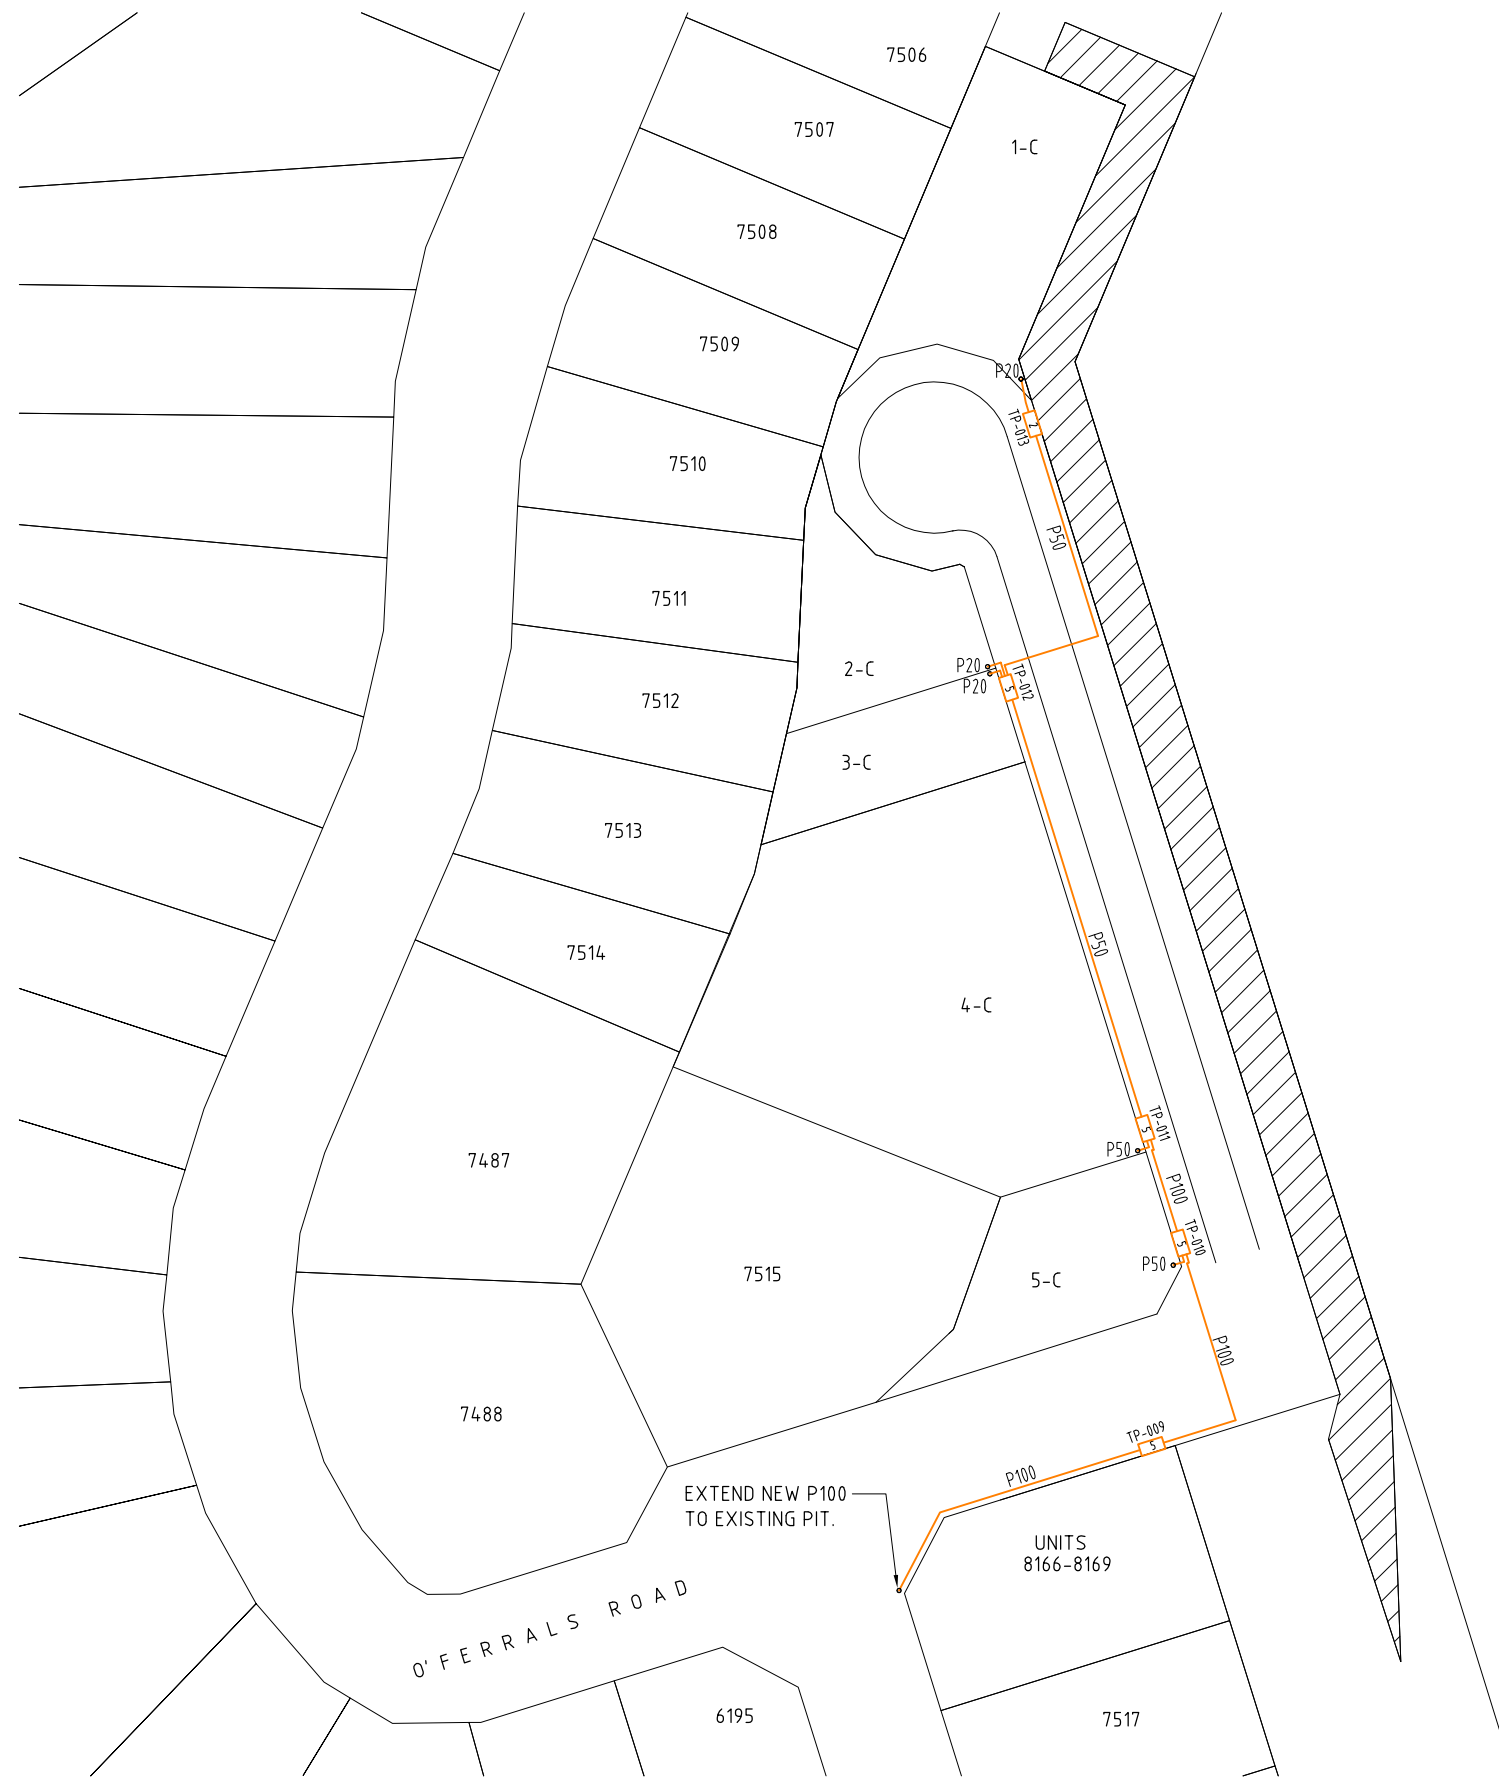 7506
7507
1-C
7508
7509
P20
TP-013
2
7510
P50
7511
2-C
P20
P20
TP-012
5
7512
3-C
7513
P50
7514
4-C
TP-011
5
P50
7487
P100
TP-010
5
P50
7515
5-C
P100
7488
TP-009
5
P100
EXTEND NEW P100
TO EXISTING PIT.
UNITS
8166-8169
O'FERRALS ROAD
6195
7517